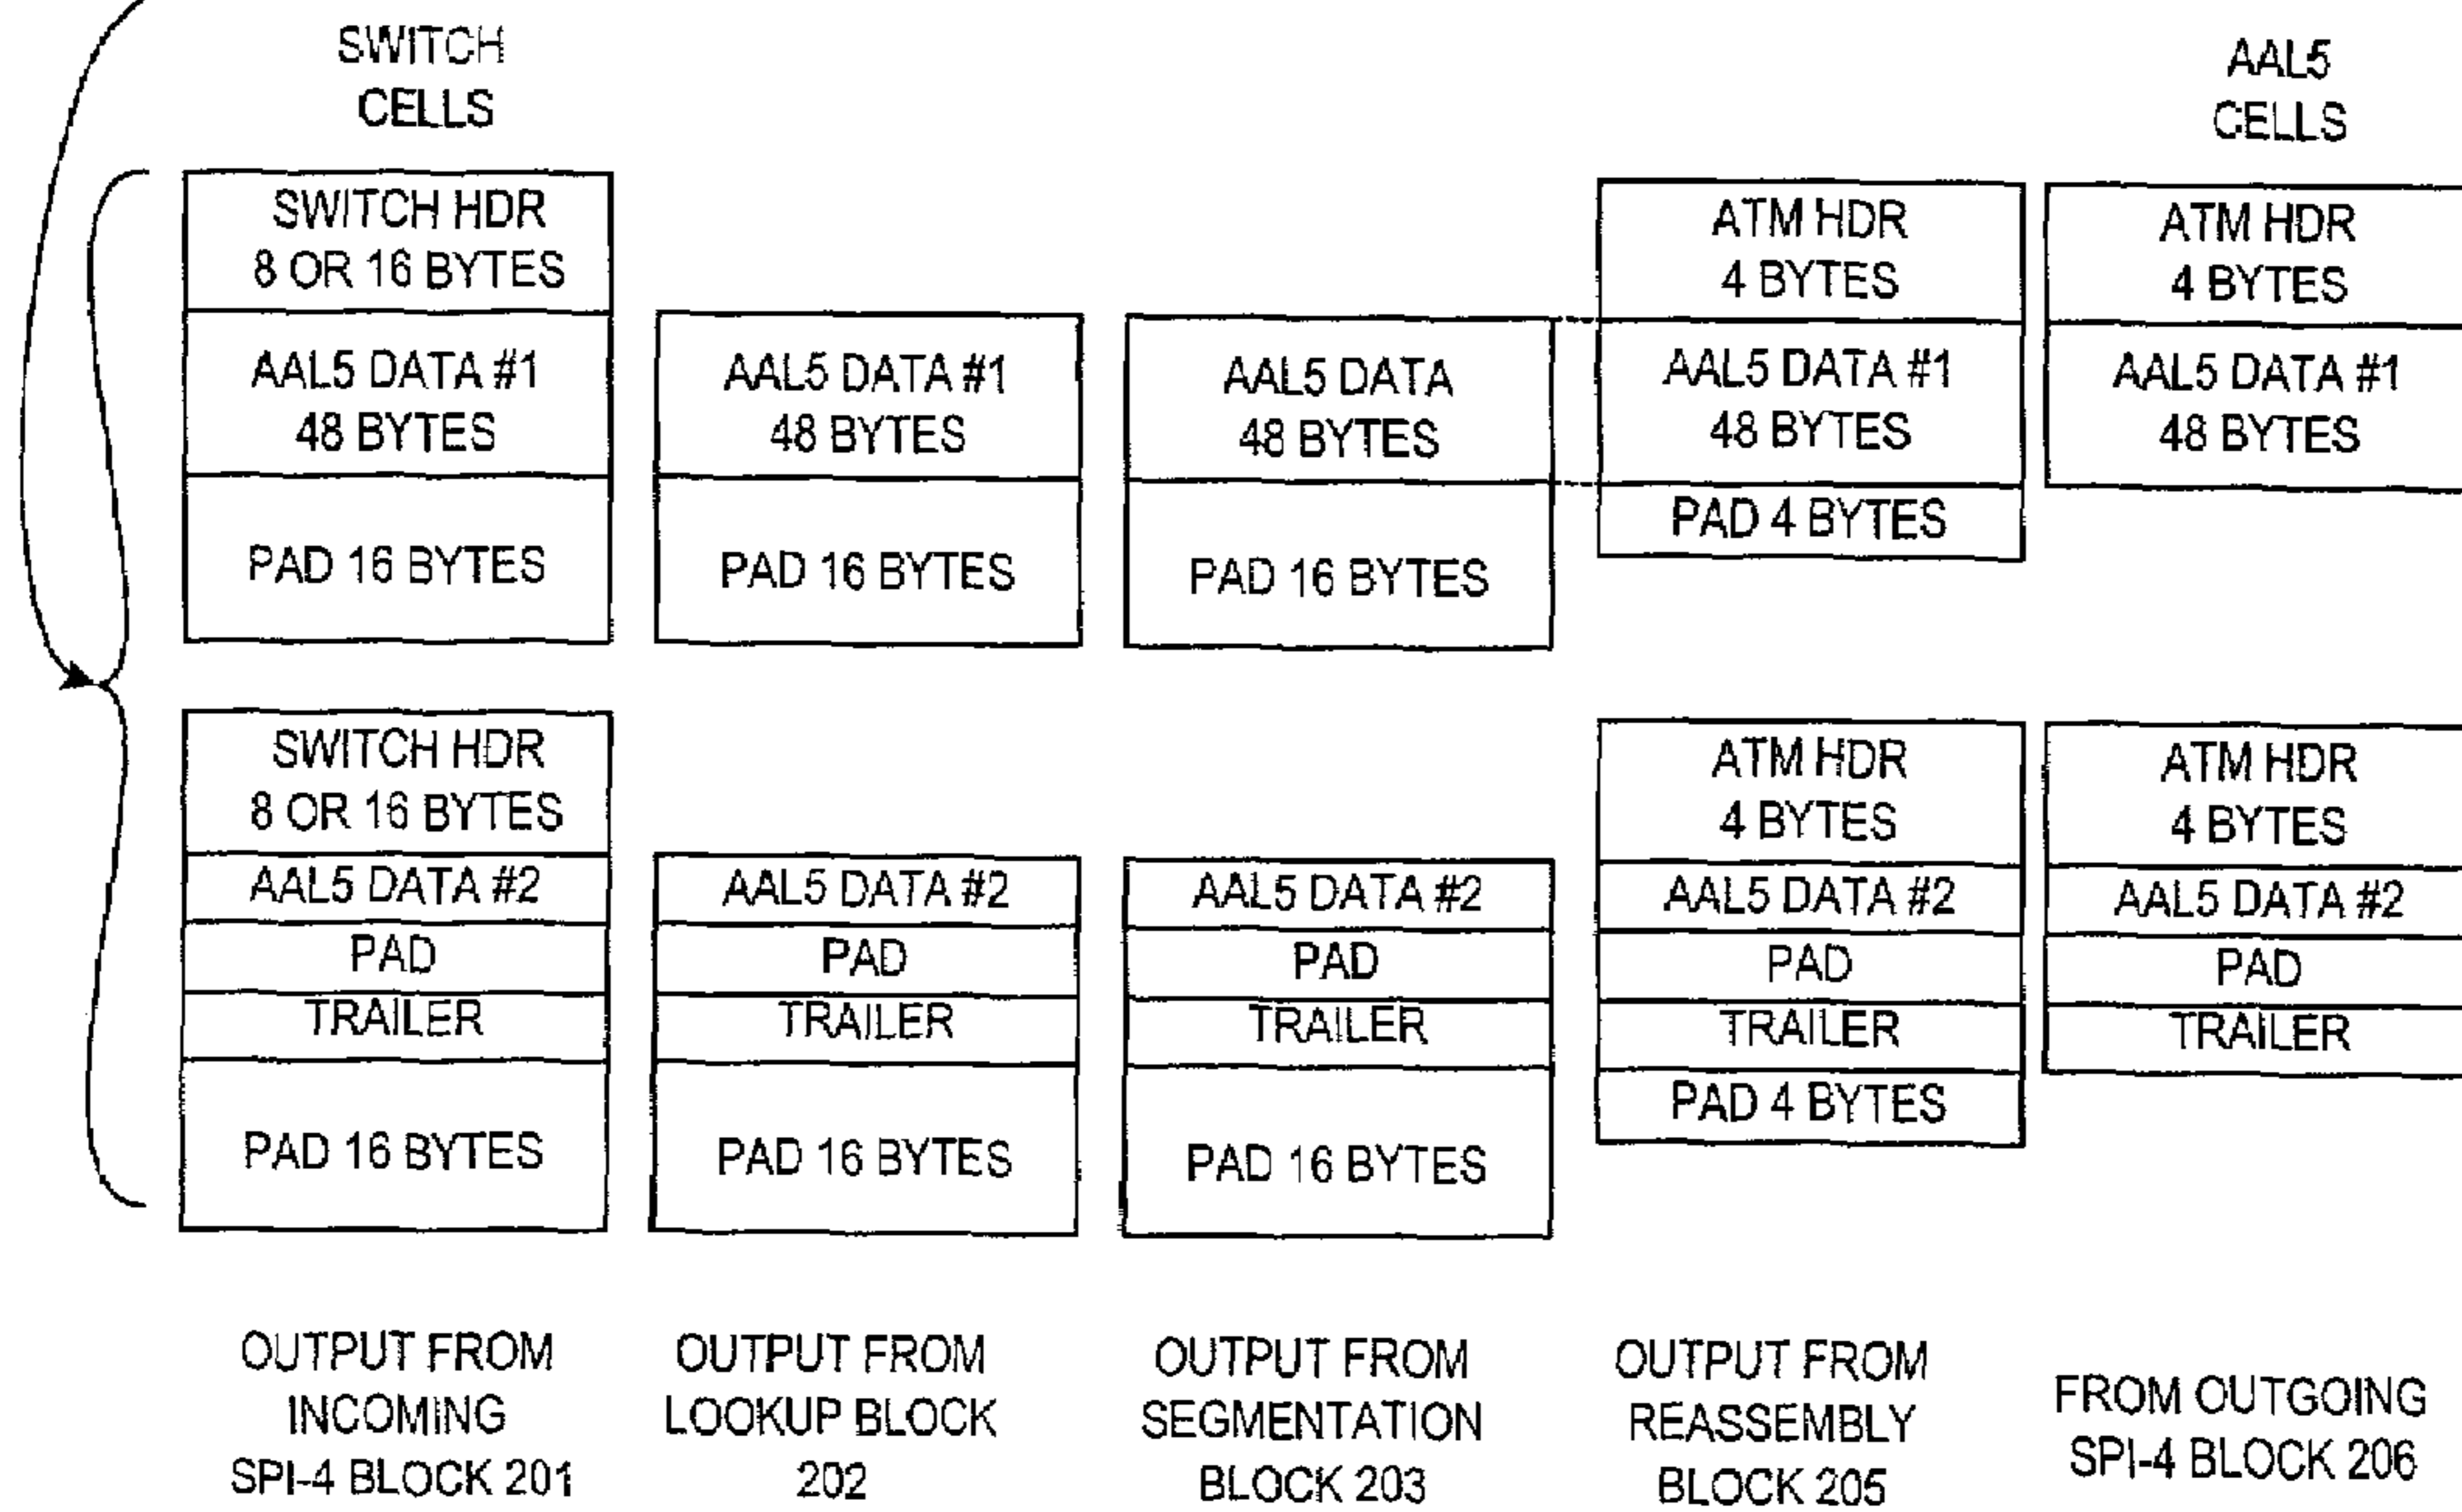 SWITCH
CELLS
AAL5
CELLS
SWITCH HDR
8 OR 16 BYTES
AAL5 DATA #1
48 BYTES
PAD 16 BYTES
AAL5 DATA #1
48 BYTES
PAD 16 BYTES
AAL5 DATA
48 BYTES
PAD 16 BYTES
ATM HDR
4 BYTES
AAL5 DATA #1
48 BYTES
PAD 4 BYTES
ATM HDR
4 BYTES
AAL5 DATA #1
48 BYTES
SWITCH HDR
8 OR 16 BYTES
AAL5 DATA #2
PAD
TRAILER
PAD 16 BYTES
AAL5 DATA #2
PAD
TRAILER
PAD 16 BYTES
AAL5 DATA #2
PAD
TRAILER
PAD 16 BYTES
ATM HDR
4 BYTES
AAL5 DATA #2
PAD
TRAILER
PAD 4 BYTES
ATM HDR
4 BYTES
AAL5 DATA #2
PAD
TRAILER
OUTPUT FROM
INCOMING
SPI-4 BLOCK 201
OUTPUT FROM
LOOKUP BLOCK
202
OUTPUT FROM
SEGMENTATION
BLOCK 203
OUTPUT FROM
REASSEMBLY
BLOCK 205
FROM OUTGOING
SPI-4 BLOCK 206